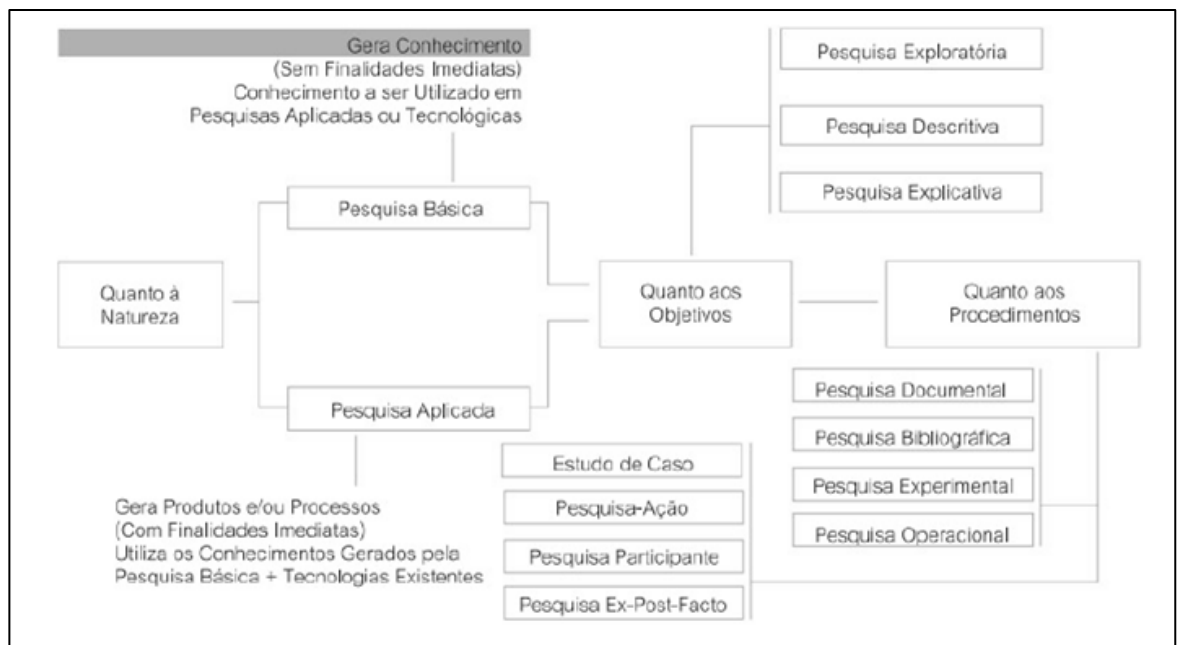 Gera Conhecimento
(Sem Finalidades Imediatas)
Conhecimento a ser Utilizado em
Pesquisas Aplicadas ou Tecnológicas
Pesquisa Básica
Quanto à
Natureza
Pesquisa Aplicada
Gera Produtos e/ou Processos
(Com Finalidades Imediatas)
Utiliza os Conhecimentos Gerados pela
Pesquisa Básica + Tecnologias Existentes
Quanto aos
Objetivos
Pesquisa Exploratória
Pesquisa Descritiva
Pesquisa Explicativa
Quanto aos
Procedimentos
Pesquisa Documental
Pesquisa Bibliográfica
Pesquisa Experimental
Pesquisa Operacional
Estudo de Caso
Pesquisa-Ação
Pesquisa Participante
Pesquisa Ex-Post-Facto